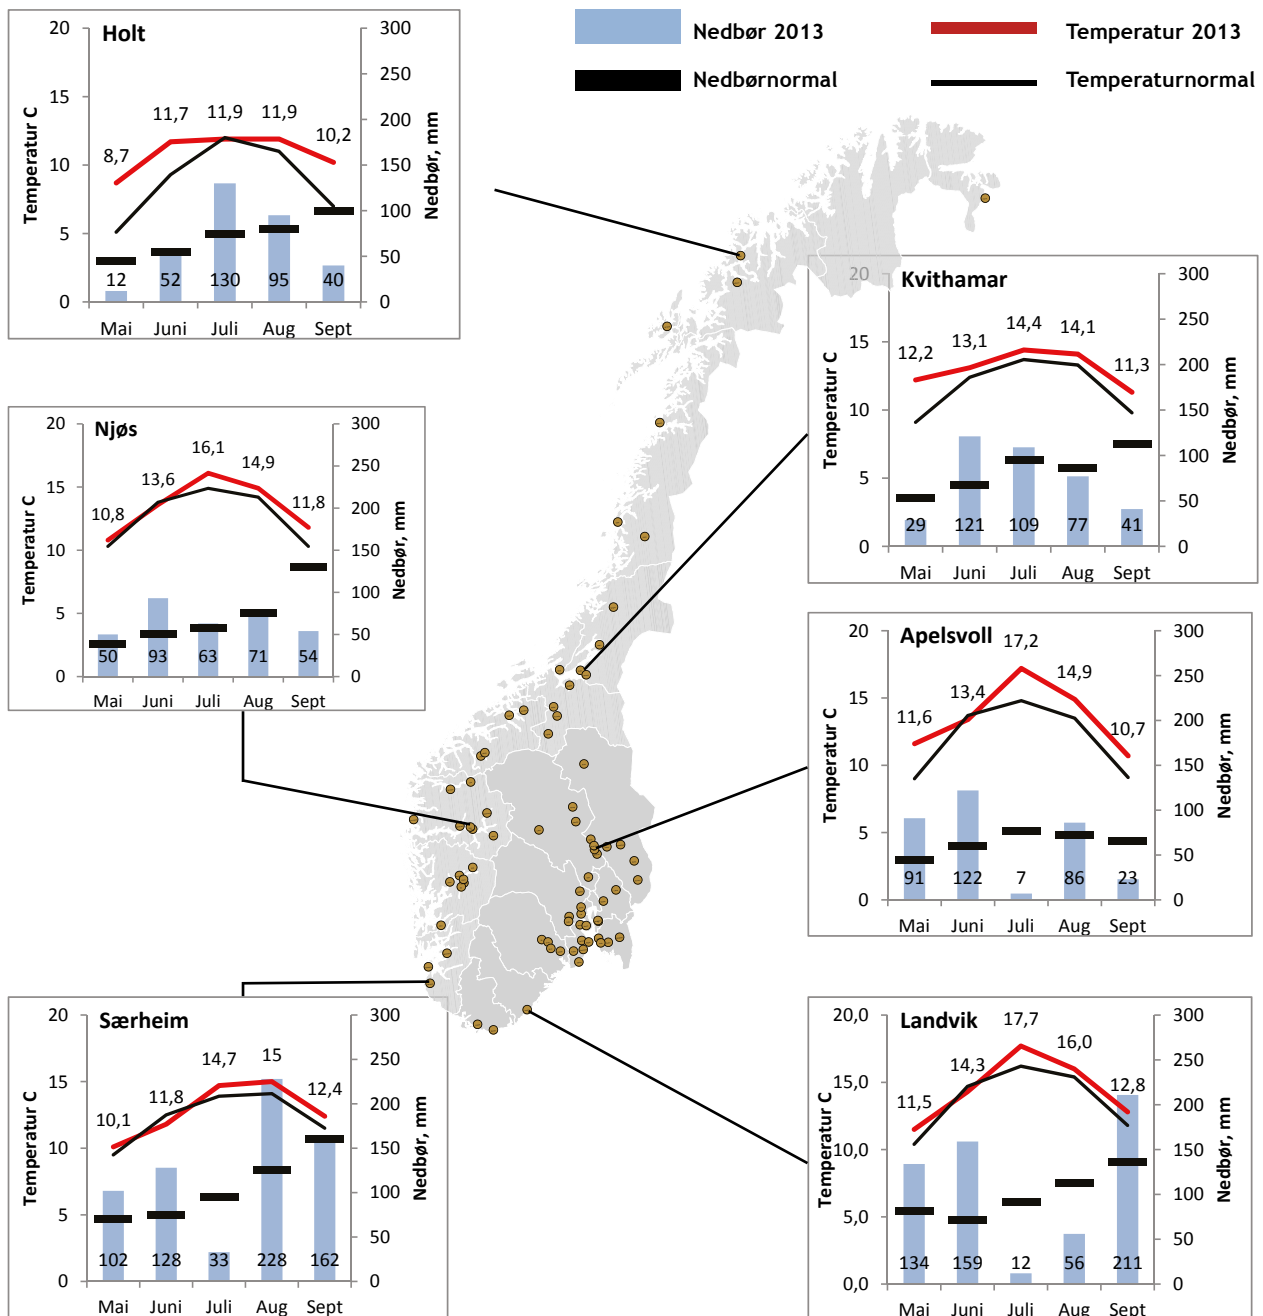 Nedbør 2013
Temperatur 2013
Nedbørnormal
Temperaturnormal
Holt
Temperatur C
Nedbør, mm
20
15
10
5
0
300
250
200
150
100
50
0
8,7
11,7
11,9
11,9
10,2
12
52
130
95
40
Mai
Juni
Juli
Aug
Sept
Kvithamar
Temperatur C
Nedbør, mm
20
15
10
5
0
300
250
200
150
100
50
0
12,2
13,1
14,4
14,1
11,3
29
121
109
77
41
Mai
Juni
Juli
Aug
Sept
Njøs
Temperatur C
Nedbør, mm
20
15
10
5
0
300
250
200
150
100
50
0
10,8
13,6
16,1
14,9
11,8
50
93
63
71
54
Mai
Juni
Juli
Aug
Sept
Apelsvoll
Temperatur C
Nedbør, mm
20
15
10
5
0
300
250
200
150
100
50
0
11,6
13,4
17,2
14,9
10,7
91
122
7
86
23
Mai
Juni
Juli
Aug
Sept
Særheim
Temperatur C
Nedbør, mm
20
15
10
5
0
300
250
200
150
100
50
0
10,1
11,8
14,7
15
12,4
102
128
33
228
162
Mai
Juni
Juli
Aug
Sept
Landvik
Temperatur C
Nedbør, mm
20,0
15,0
10,0
5,0
0,0
300
250
200
150
100
50
0
11,5
14,3
17,7
16,0
12,8
134
159
12
56
211
Mai
Juni
Juli
Aug
Sept